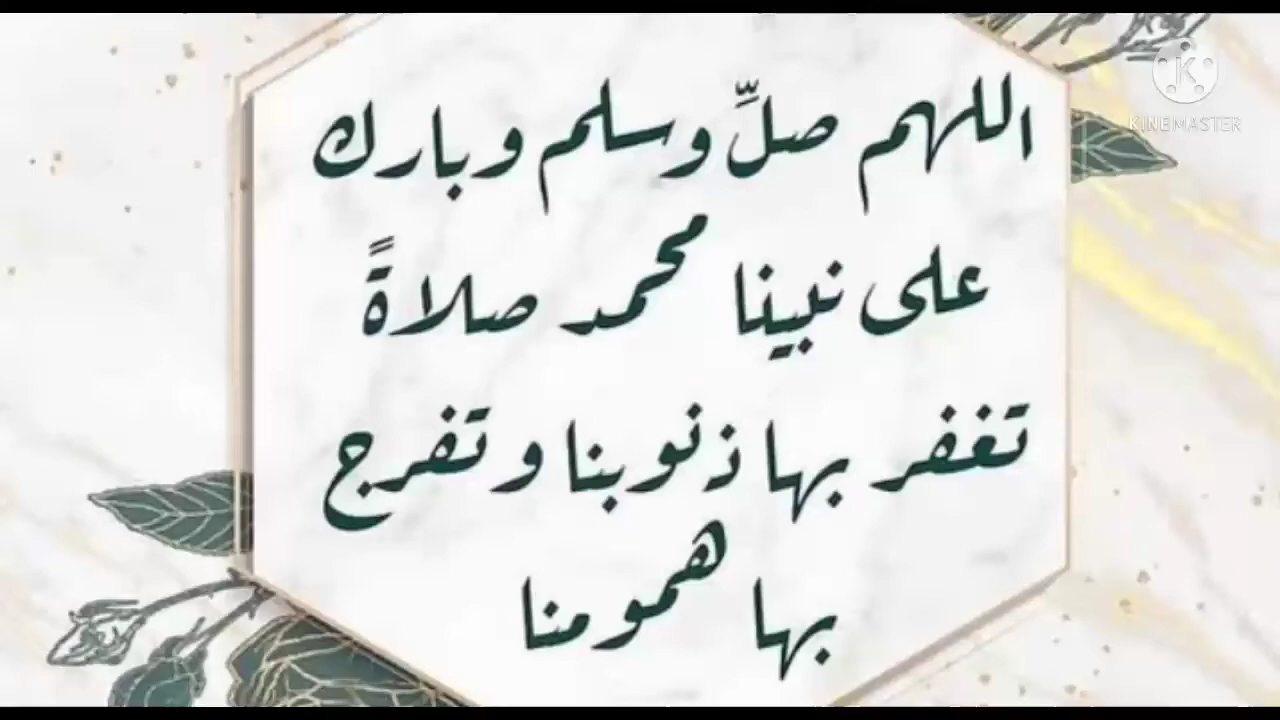 اللهم صلِّ وسلم وبارك
على نبينا محمد صلاةً
تغفر بها ذنوبنا وتفرج
بها همومنا
KINEMASTER